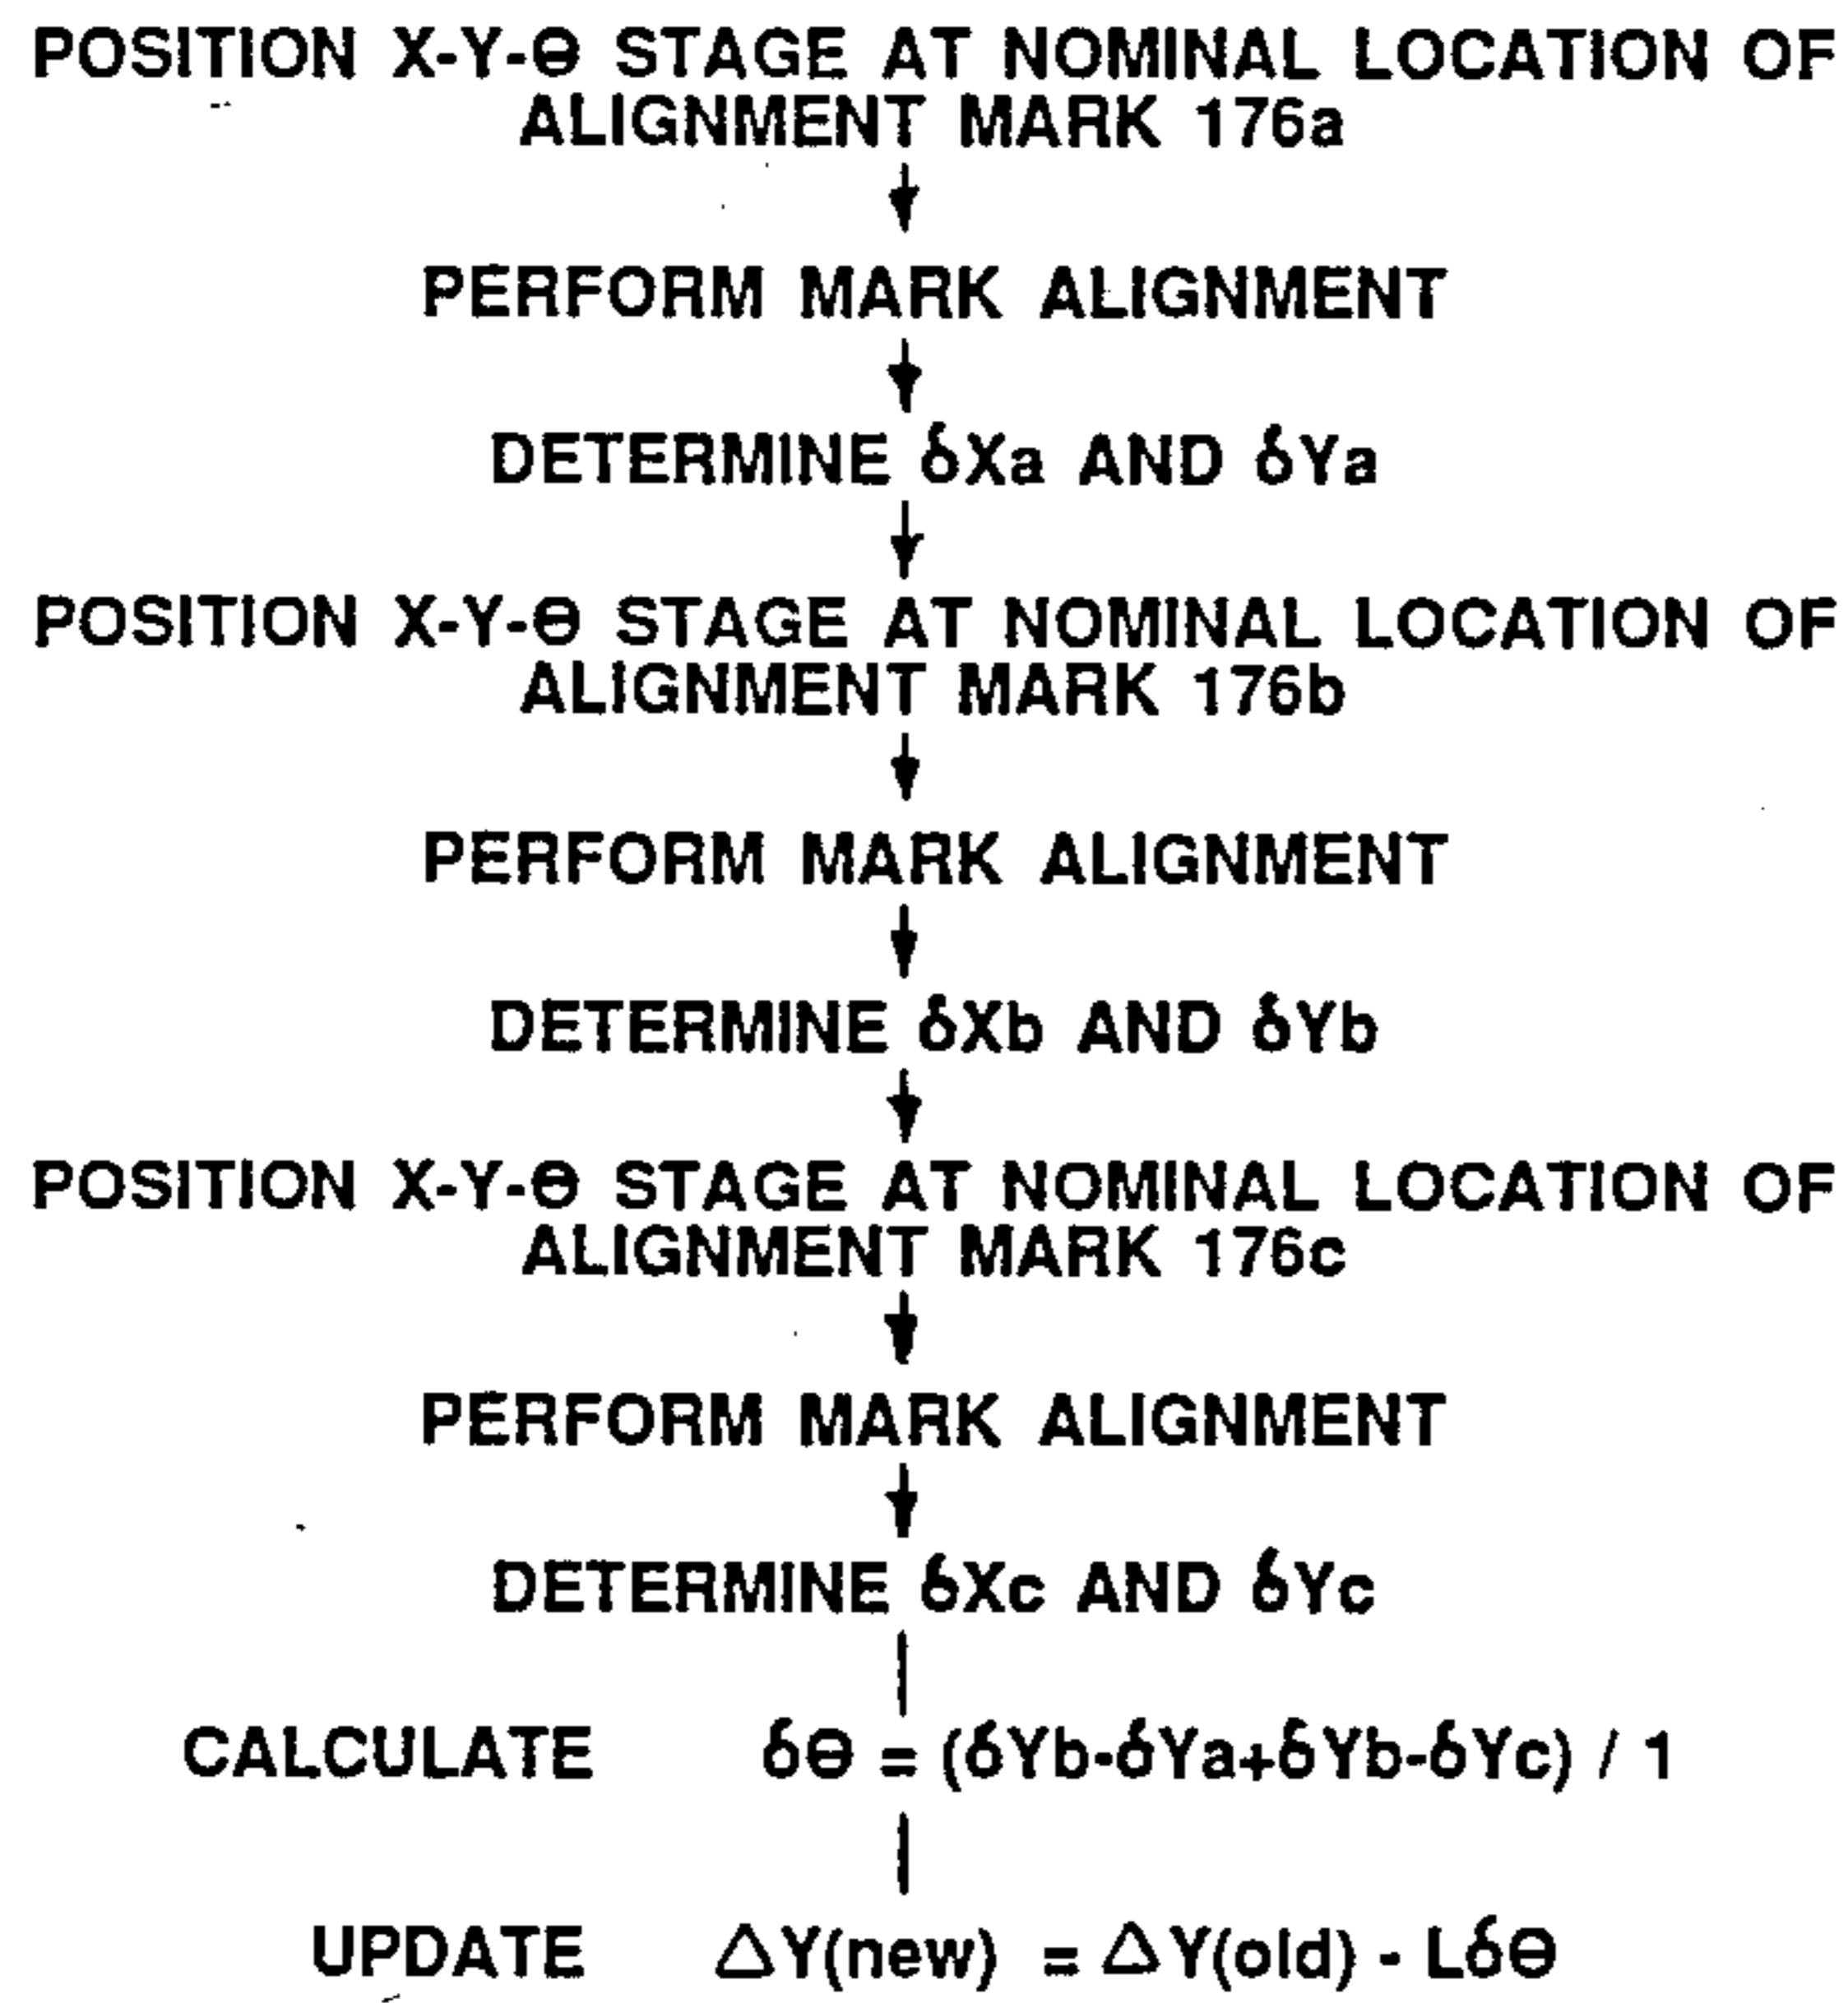 POSITION X-Y-Θ STAGE AT NOMINAL LOCATION OF
ALIGNMENT MARK 176a
PERFORM MARK ALIGNMENT
DETERMINE δXa AND δYa
POSITION X-Y-Θ STAGE AT NOMINAL LOCATION OF
ALIGNMENT MARK 176b
PERFORM MARK ALIGNMENT
DETERMINE δXb AND δYb
POSITION X-Y-Θ STAGE AT NOMINAL LOCATION OF
ALIGNMENT MARK 176c
PERFORM MARK ALIGNMENT
DETERMINE δXc AND δYc
CALCULATE δΘ = (δYb-δYa+δYb-δYc) / 1
UPDATE ΔY(new) = ΔY(old) - LδΘ